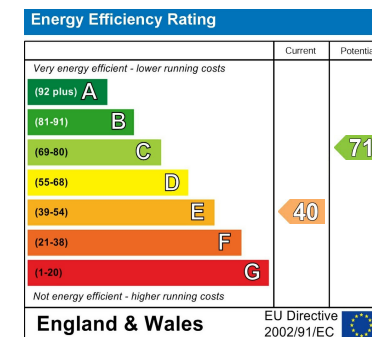 Energy Efficiency Rating
Current Potentia
Very energy efficient - lower running costs
(92 plus) A
(81-91) B
(69-80) C
71
(55-68) D
(39-54) E
40
(21-38) F
(1-20) G
Not energy efficient - higher running costs
England & Wales
EU Directive
2002/91/EC